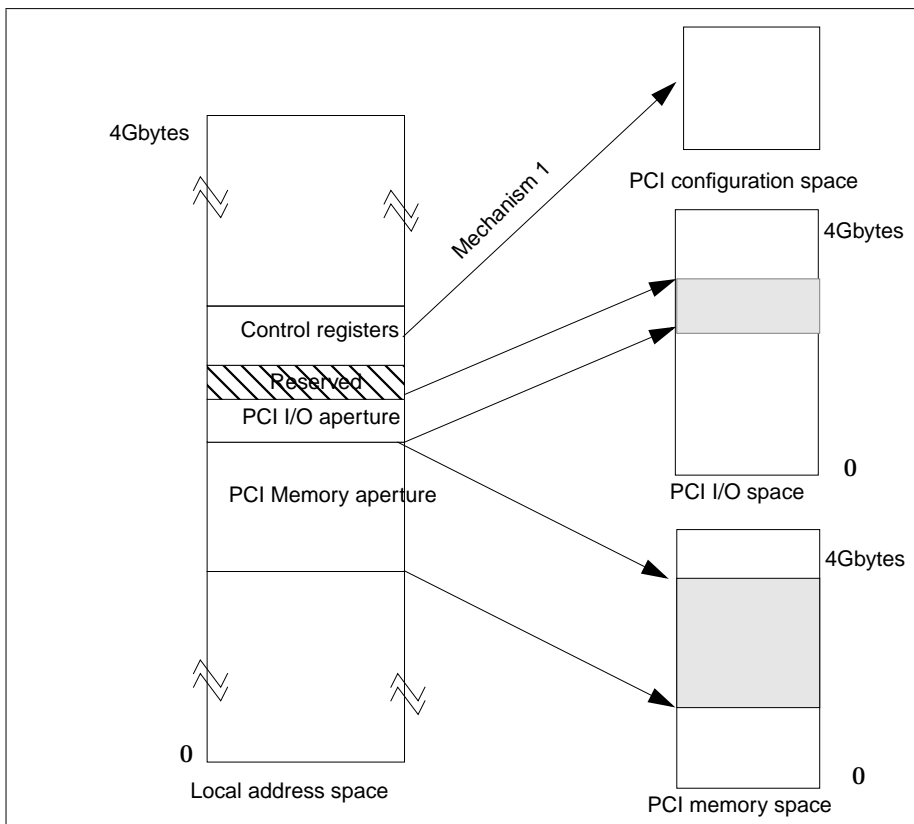 4Gbytes
Mechanism 1
PCI configuration space
4Gbytes
Control registers
Reserved
PCI I/O aperture
PCI Memory aperture
0
PCI I/O space
4Gbytes
0
Local address space
0
PCI memory space